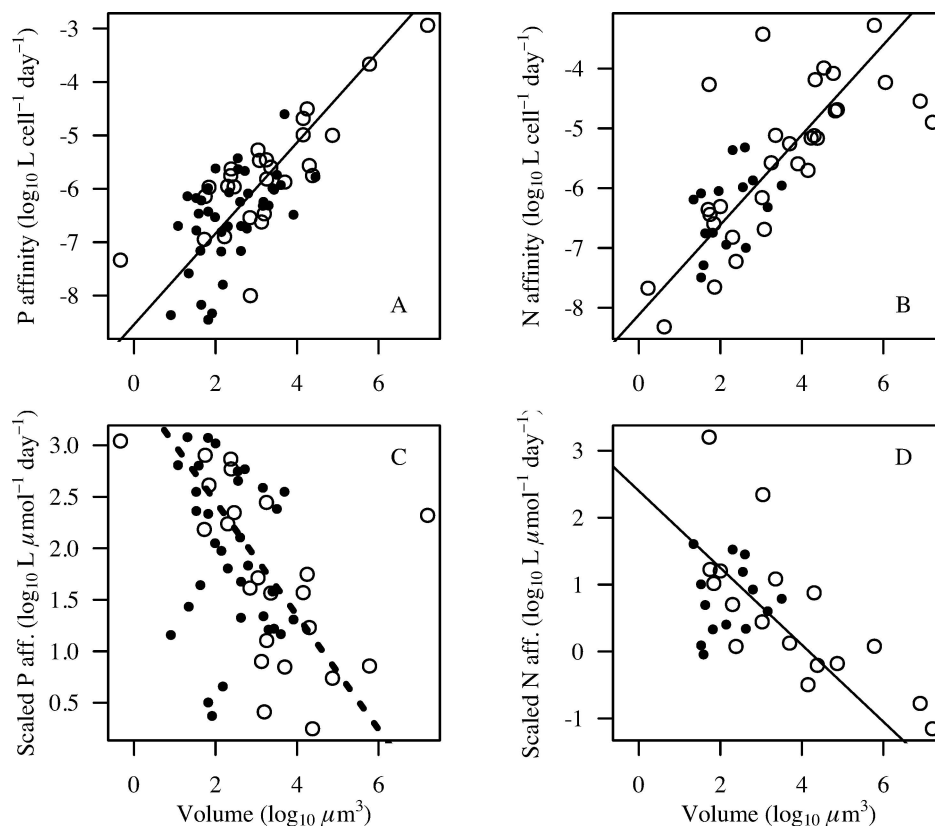 P affinity (log₁₀ L cell⁻¹ day⁻¹)
-3
-4
-5
-6
-7
-8
A
0 2 4 6
N affinity (log₁₀ L cell⁻¹ day⁻¹)
-4
-5
-6
-7
-8
B
0 2 4 6
Scaled P aff. (log₁₀ L μmol⁻¹ day⁻¹)
3.0
2.5
2.0
1.5
1.0
0.5
C
0 2 4 6
Volume (log₁₀ μm³)
Scaled N aff. (log₁₀ L μmol⁻¹ day⁻¹)
3
2
1
0
-1
D
0 2 4 6
Volume (log₁₀ μm³)